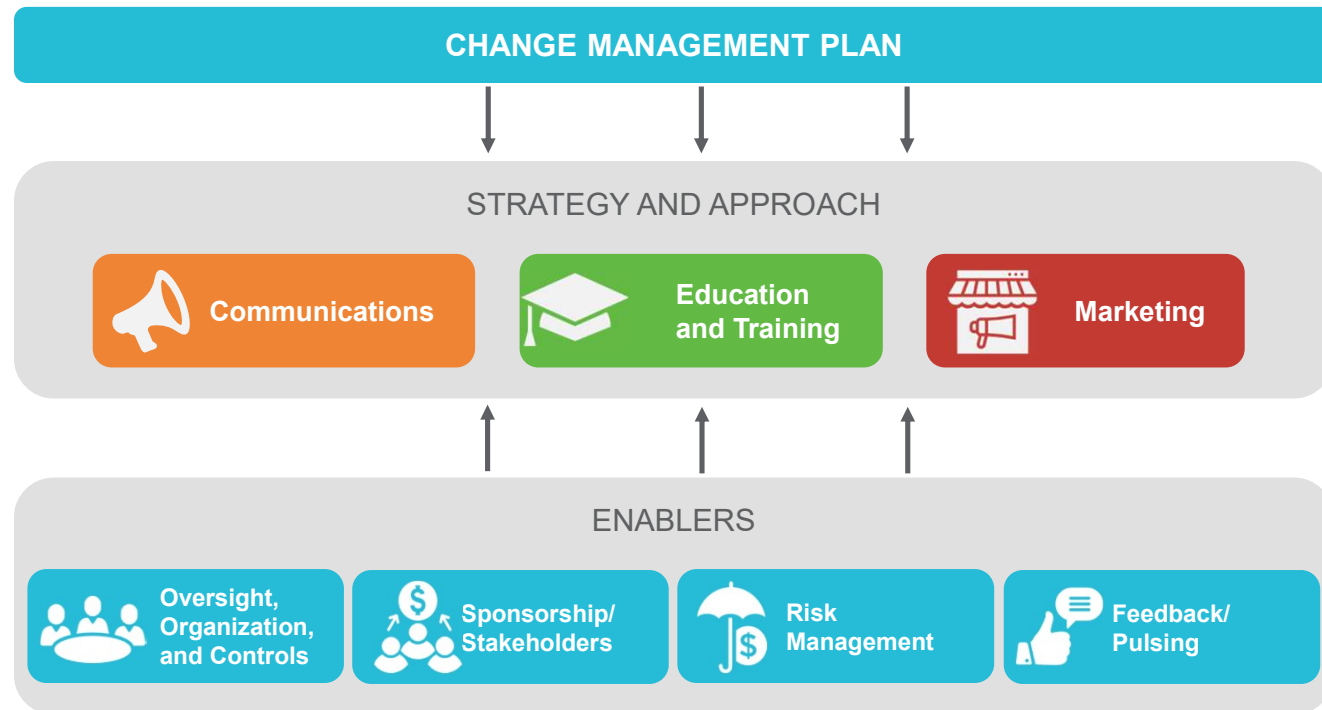 CHANGE MANAGEMENT PLAN
STRATEGY AND APPROACH
Communications
Education
and Training
Marketing
ENABLERS
Oversight,
Organization,
and Controls
$
Sponsorship/
Stakeholders
$
Risk
Management
Feedback/
Pulsing